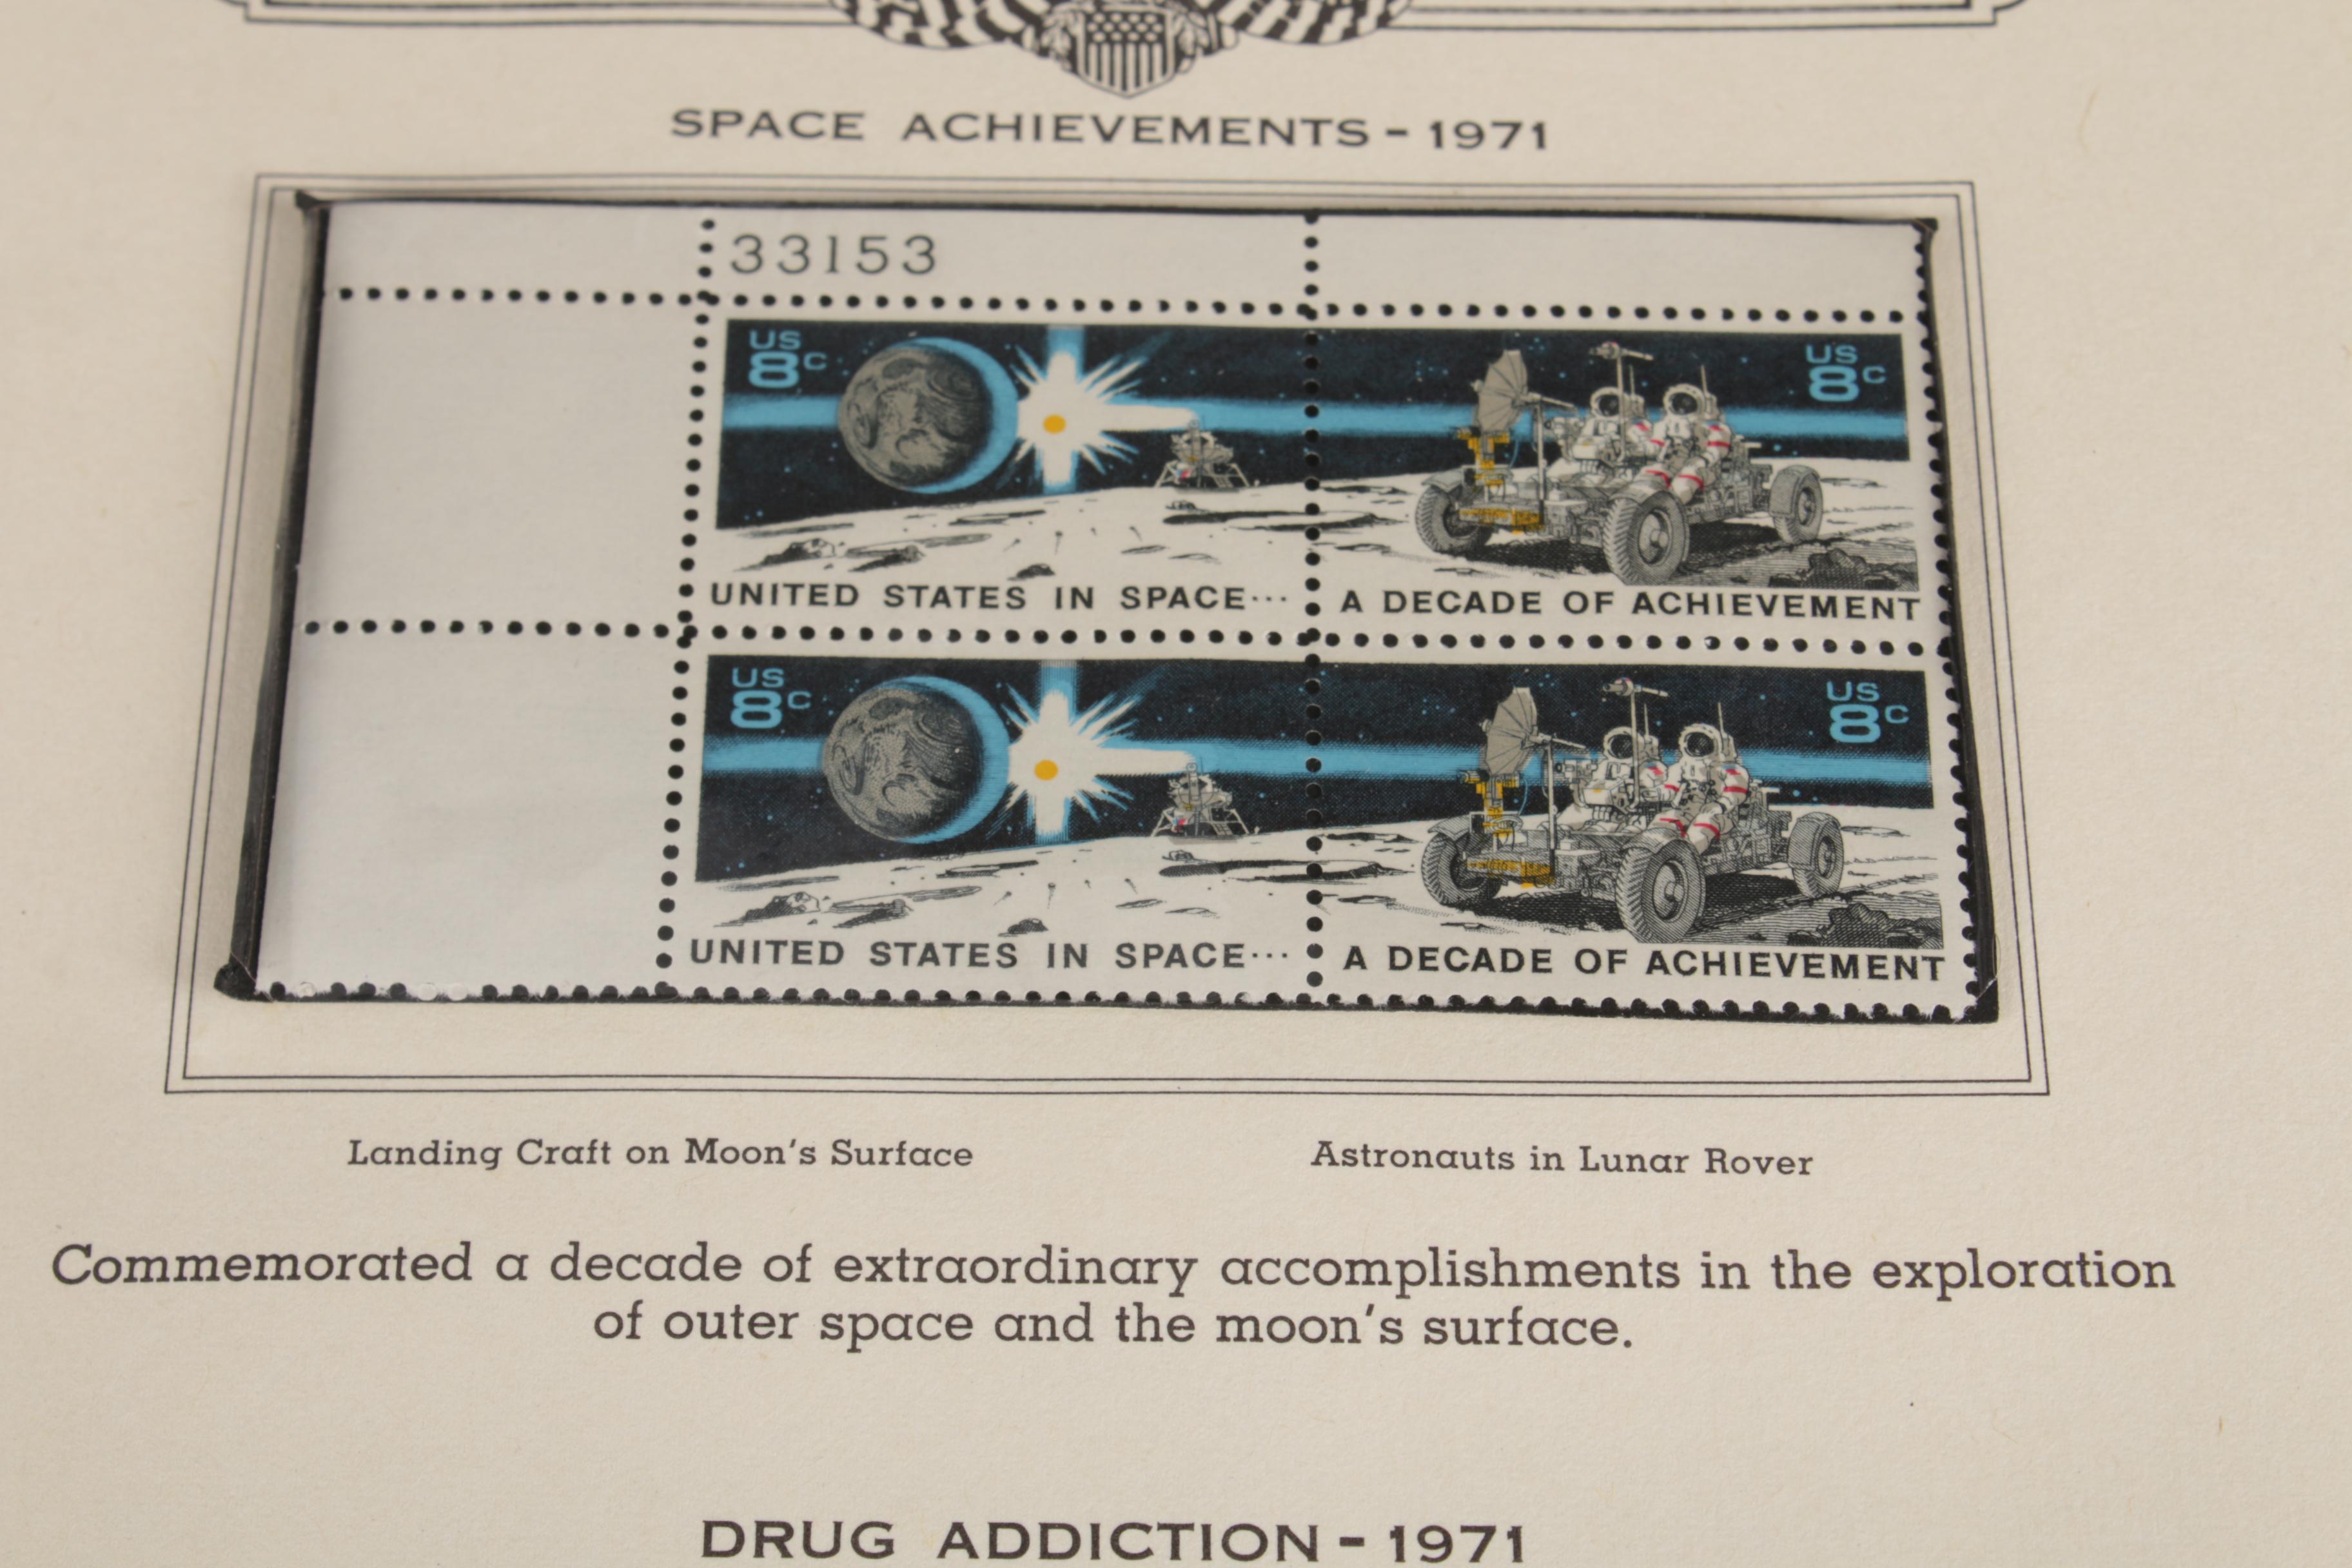 SPACE ACHIEVEMENTS - 1971
33153
US
8c
US
8c
UNITED STATES IN SPACE... A DECADE OF ACHIEVEMENT
US
8c
US
8c
UNITED STATES IN SPACE... A DECADE OF ACHIEVEMENT
Landing Craft on Moon's Surface
Astronauts in Lunar Rover
Commemorated a decade of extraordinary accomplishments in the exploration
of outer space and the moon's surface.
DRUG ADDICTION - 1971